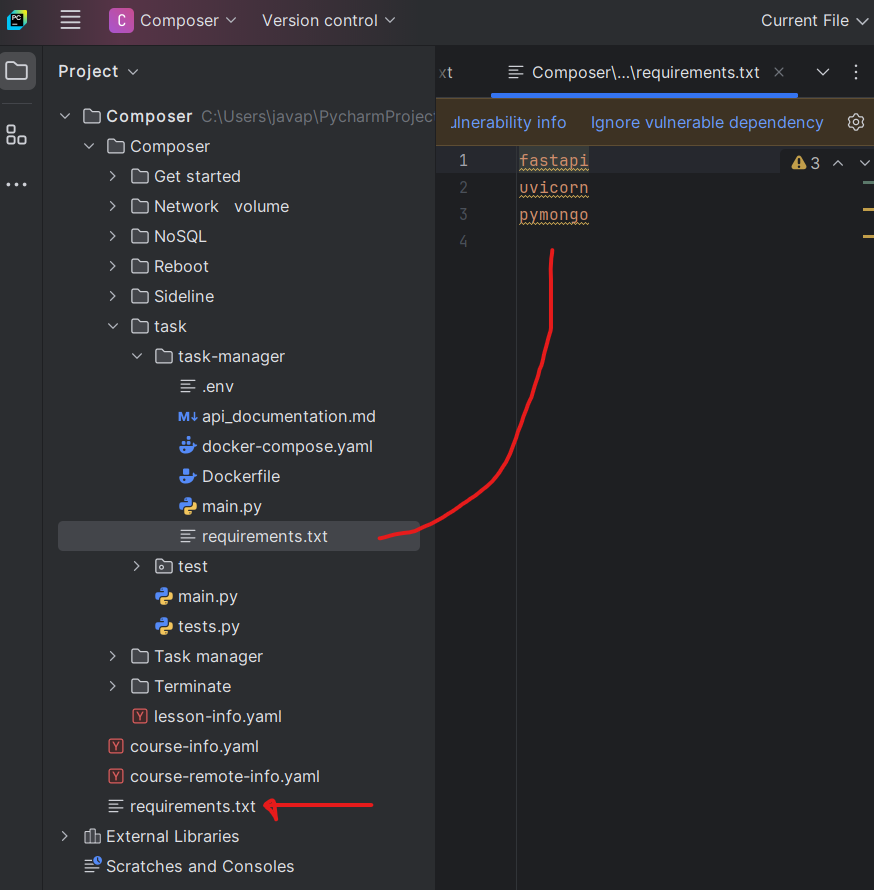 PC
C Composer
Version control
Current File
Project
xt
Composer\...\requirements.txt
Composer C:\Users\javap\PycharmProjec
ulnerability info
Ignore vulnerable dependency
Composer
1 fastapi
3
Get started
2 uvicorn
Network volume
3 pymongo
NoSQL
4
Reboot
Sideline
task
task-manager
.env
M↓ api_documentation.md
docker-compose.yaml
Dockerfile
main.py
requirements.txt
test
main.py
tests.py
Task manager
Terminate
Y lesson-info.yaml
Y course-info.yaml
Y course-remote-info.yaml
requirements.txt
External Libraries
Scratches and Consoles